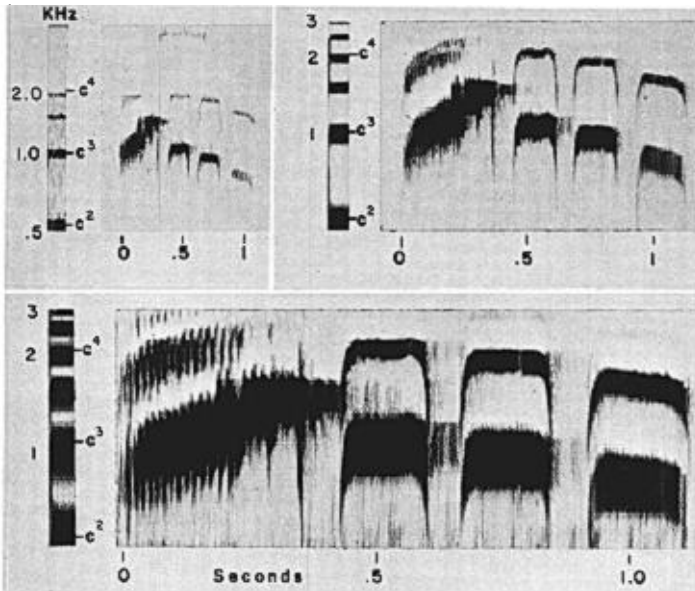 KHz
2.0 c⁴
1.0 c³
.5 c²
0 .5 1
3
2 c⁴
1 c³
c²
0 .5 1
3
2 c⁴
1 c³
c²
0 Seconds .5 1.0